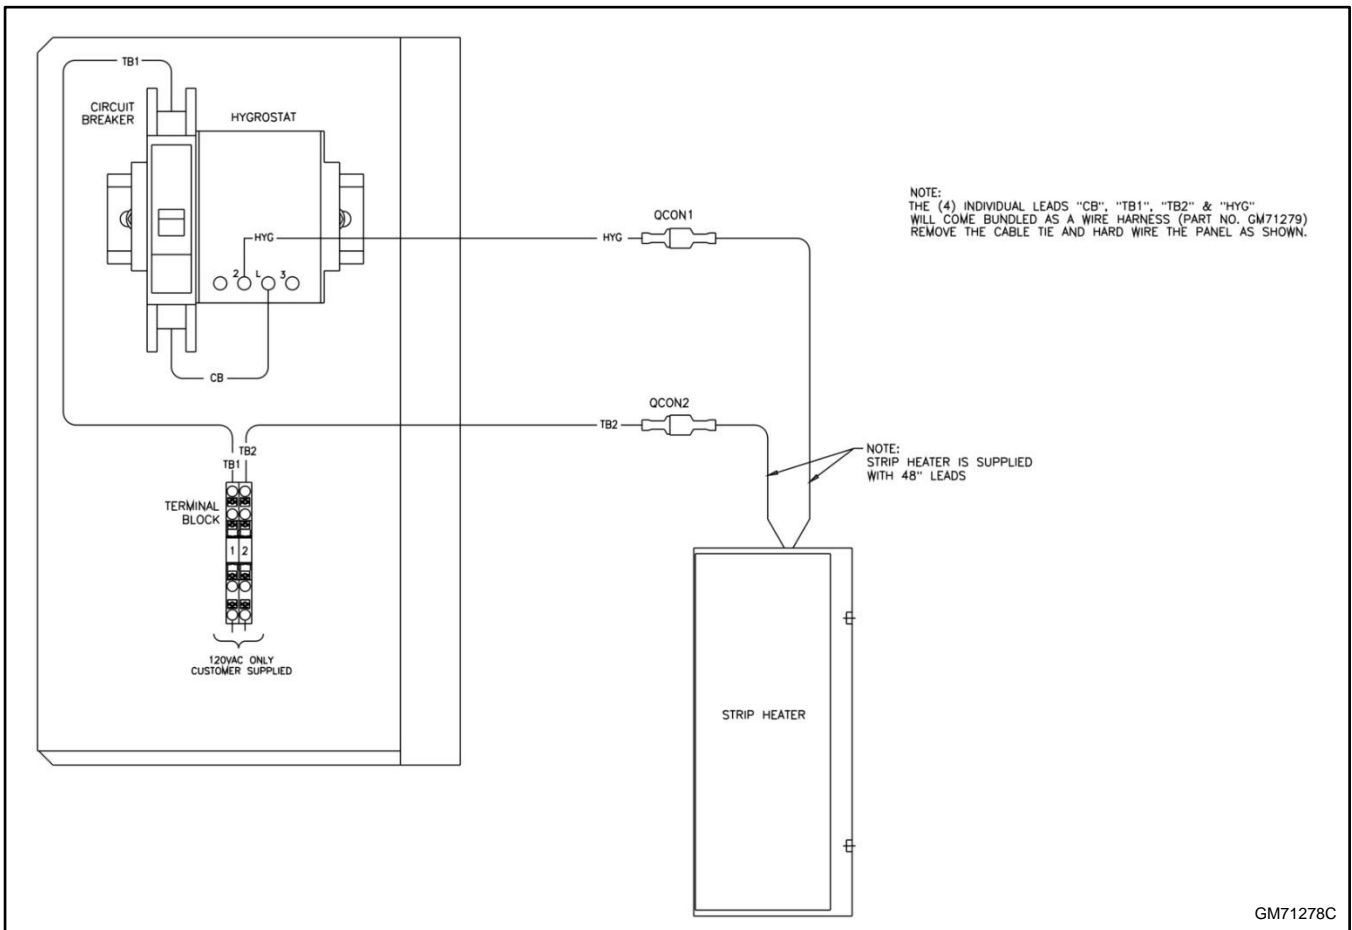 TB1
CIRCUIT
BREAKER
HYGROSTAT
HYG
2 L 3
CB
HYG
QCON1
NOTE:
THE (4) INDIVIDUAL LEADS "CB", "TB1", "TB2" & "HYG"
WILL COME BUNDLED AS A WIRE HARNESS (PART NO. GM71279)
REMOVE THE CABLE TIE AND HARD WIRE THE PANEL AS SHOWN.
QCON2
TB2
NOTE:
STRIP HEATER IS SUPPLIED
WITH 48" LEADS
TB2
TB1
TERMINAL
BLOCK
1 2
120VAC ONLY
CUSTOMER SUPPLIED
STRIP HEATER
GM71278C